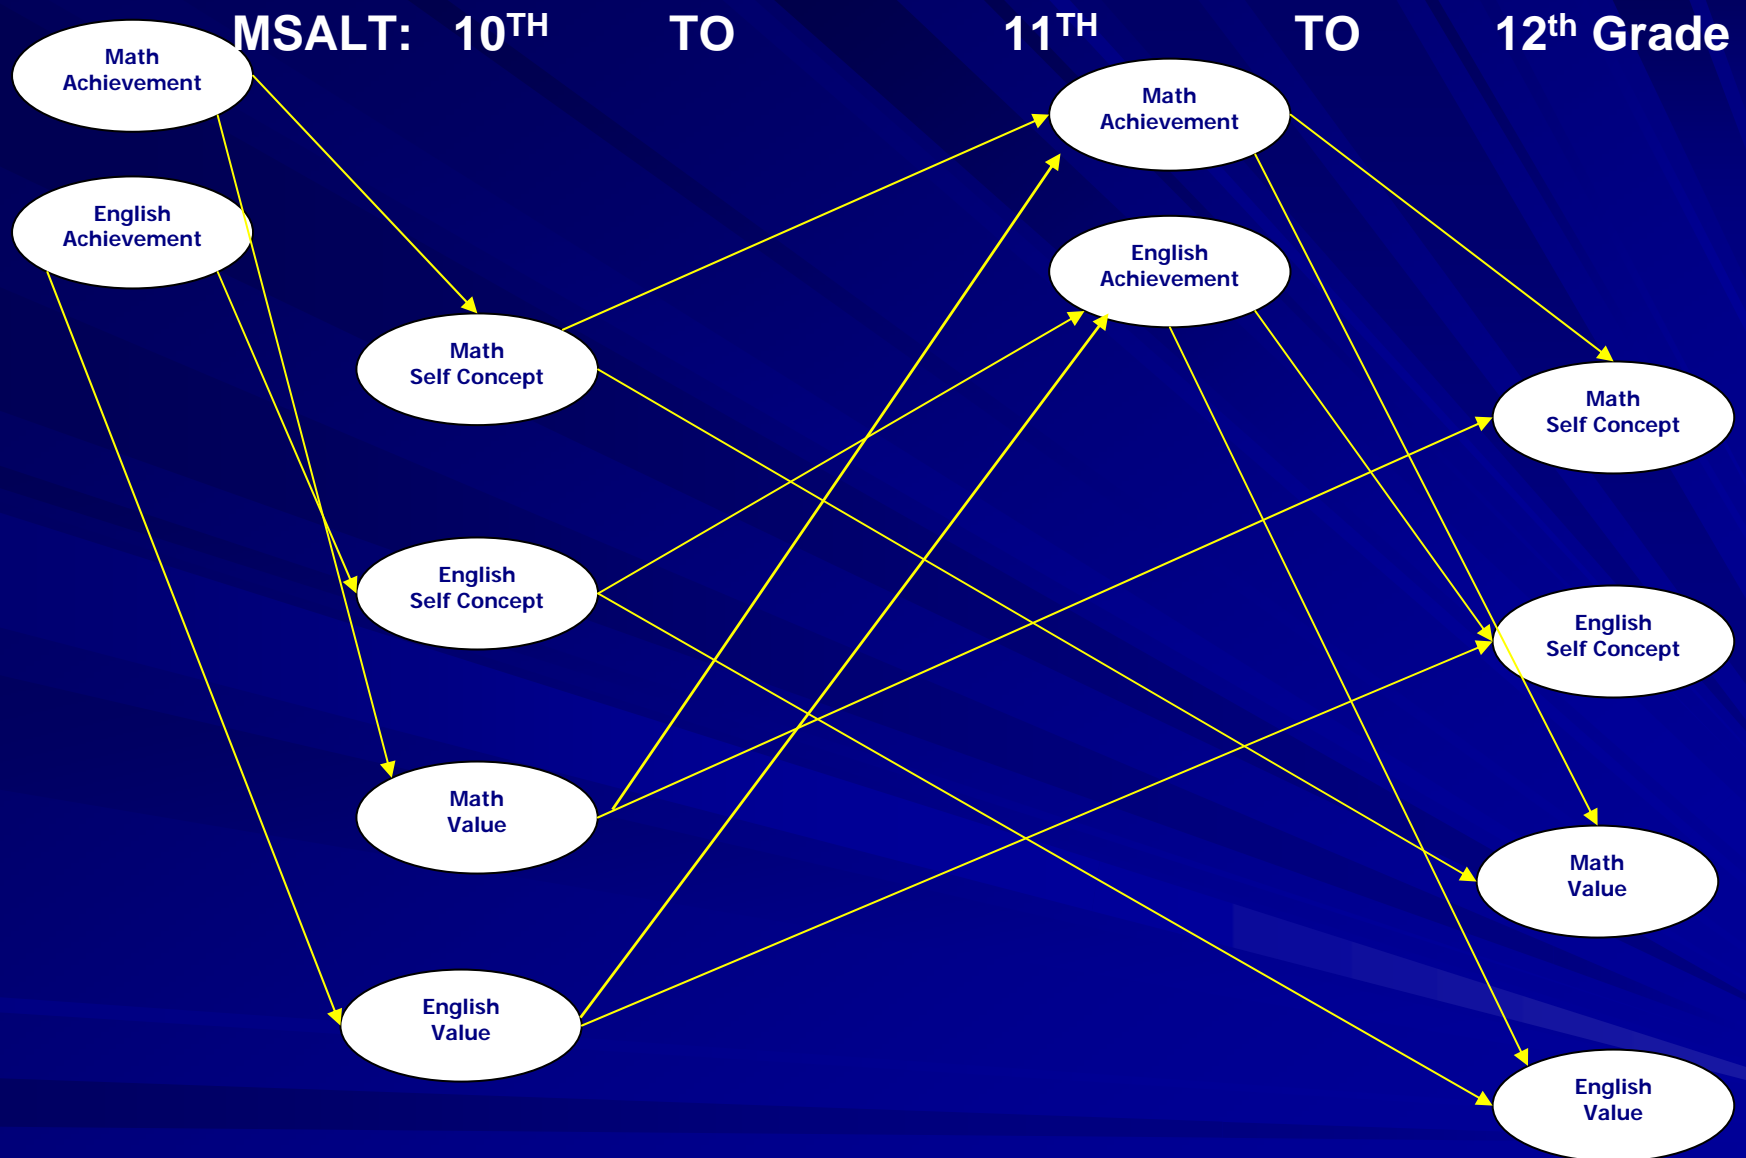 MSALT: 10TH TO 11TH TO 12th Grade
Math
Achievement
English
Achievement
Math
Self Concept
English
Self Concept
Math
Value
English
Value
Math
Achievement
English
Achievement
Math
Self Concept
English
Self Concept
Math
Value
English
Value